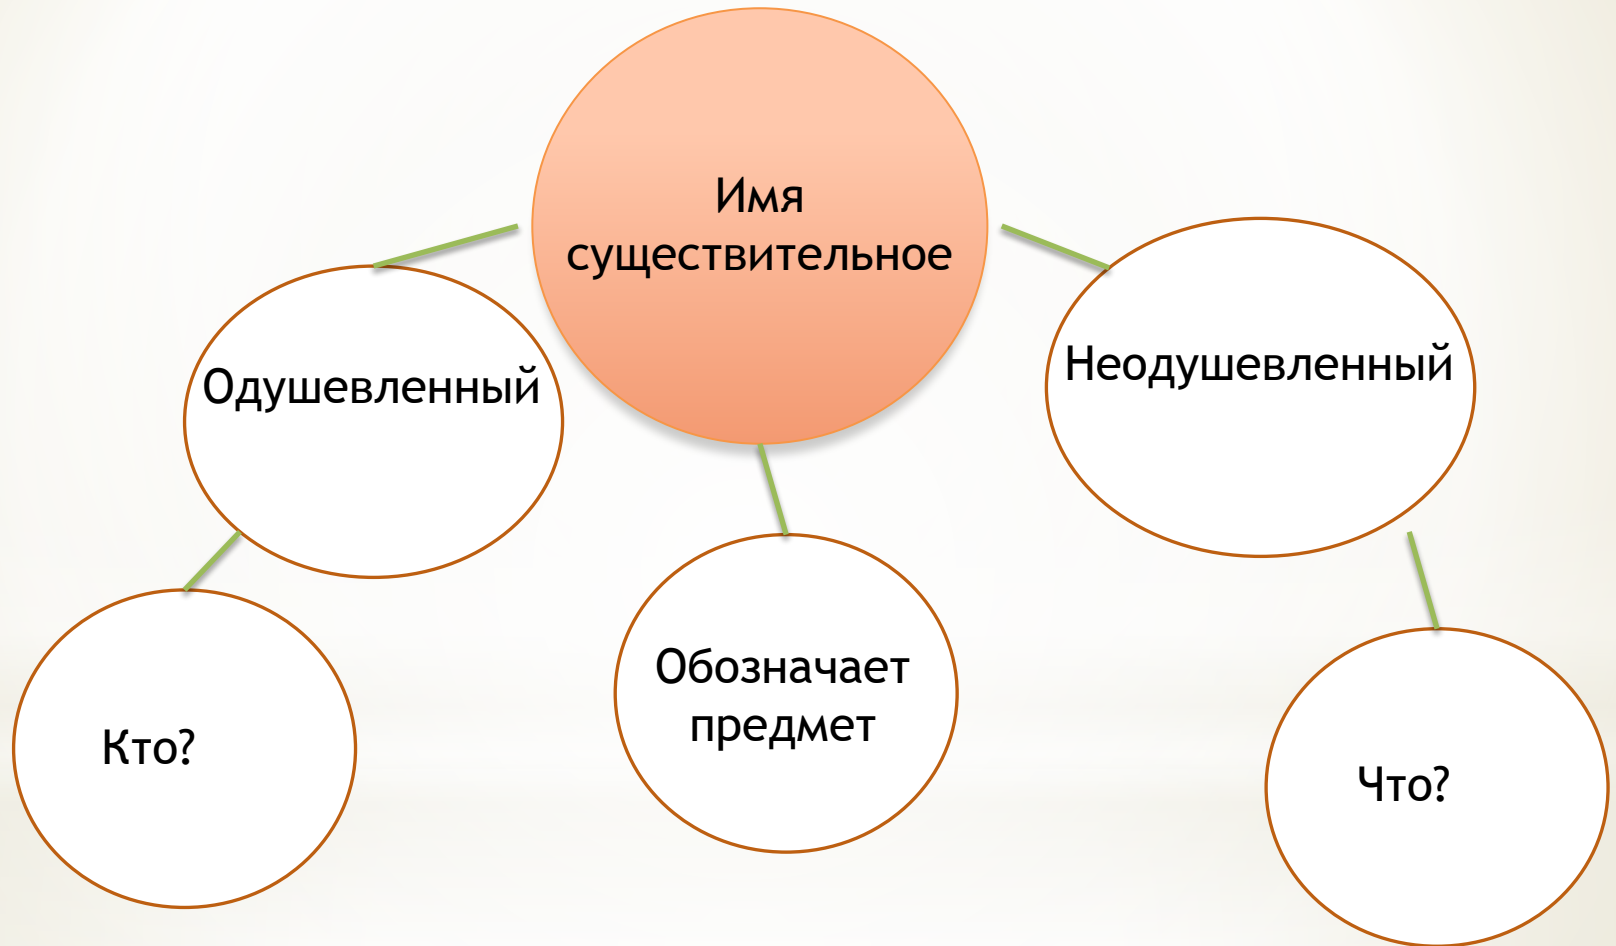 Имя
существительное
Одушевленный
Неодушевленный
Кто?
Обозначает
предмет
Что?